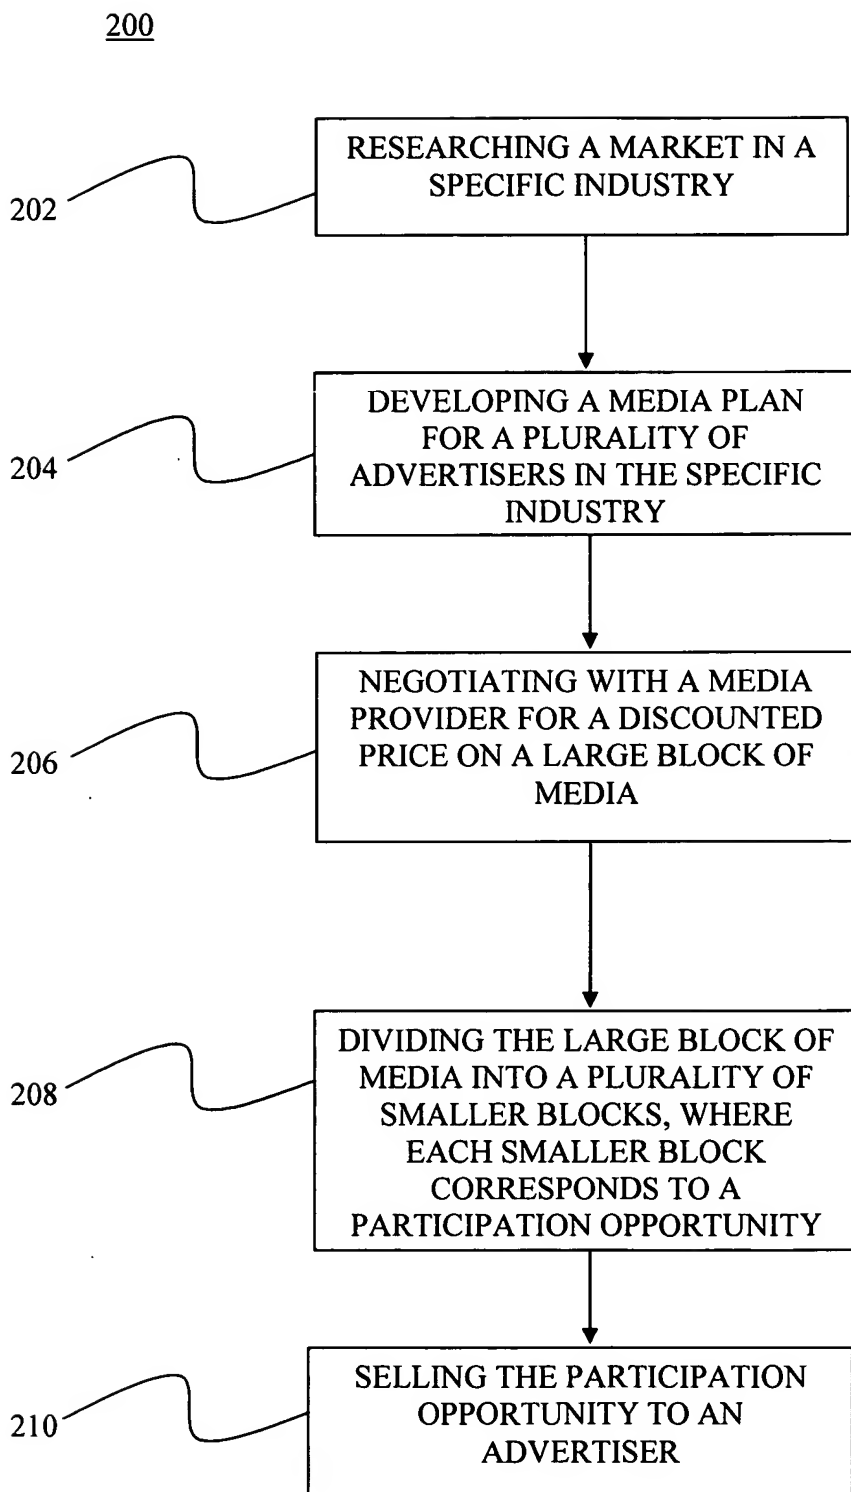 200
RESEARCHING A MARKET IN A
SPECIFIC INDUSTRY
202
DEVELOPING A MEDIA PLAN
FOR A PLURALITY OF
ADVERTISERS IN THE SPECIFIC
INDUSTRY
204
NEGOTIATING WITH A MEDIA
PROVIDER FOR A DISCOUNTED
PRICE ON A LARGE BLOCK OF
MEDIA
206
DIVIDING THE LARGE BLOCK OF
MEDIA INTO A PLURALITY OF
SMALLER BLOCKS, WHERE
EACH SMALLER BLOCK
CORRESPONDS TO A
PARTICIPATION OPPORTUNITY
208
SELLING THE PARTICIPATION
OPPORTUNITY TO AN
ADVERTISER
210